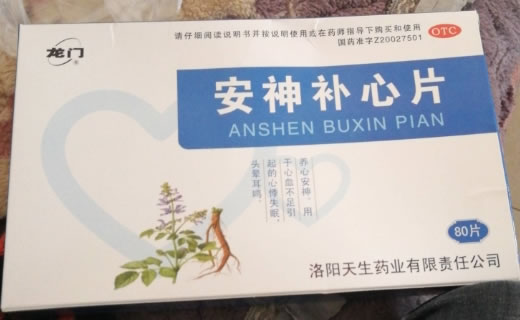 龙门
®
请仔细阅读说明书并按说明使用或在药师指导下购买和使用
国药准字Z20027501
OTC
安神补心片
ANSHEN BUXIN PIAN
养心安神。用
于心血不足引
起的心悸失眠，
头晕耳鸣。
80片
洛阳天生药业有限责任公司